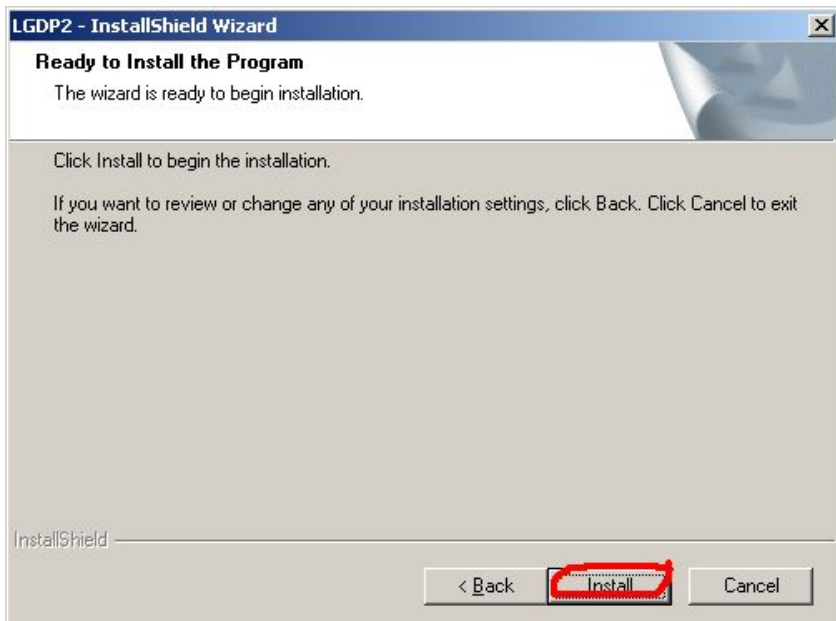 LGDP2 - InstallShield Wizard
Ready to Install the Program
The wizard is ready to begin installation.
Click Install to begin the installation.
If you want to review or change any of your installation settings, click Back. Click Cancel to exit
the wizard.
InstallShield
< Back Install Cancel